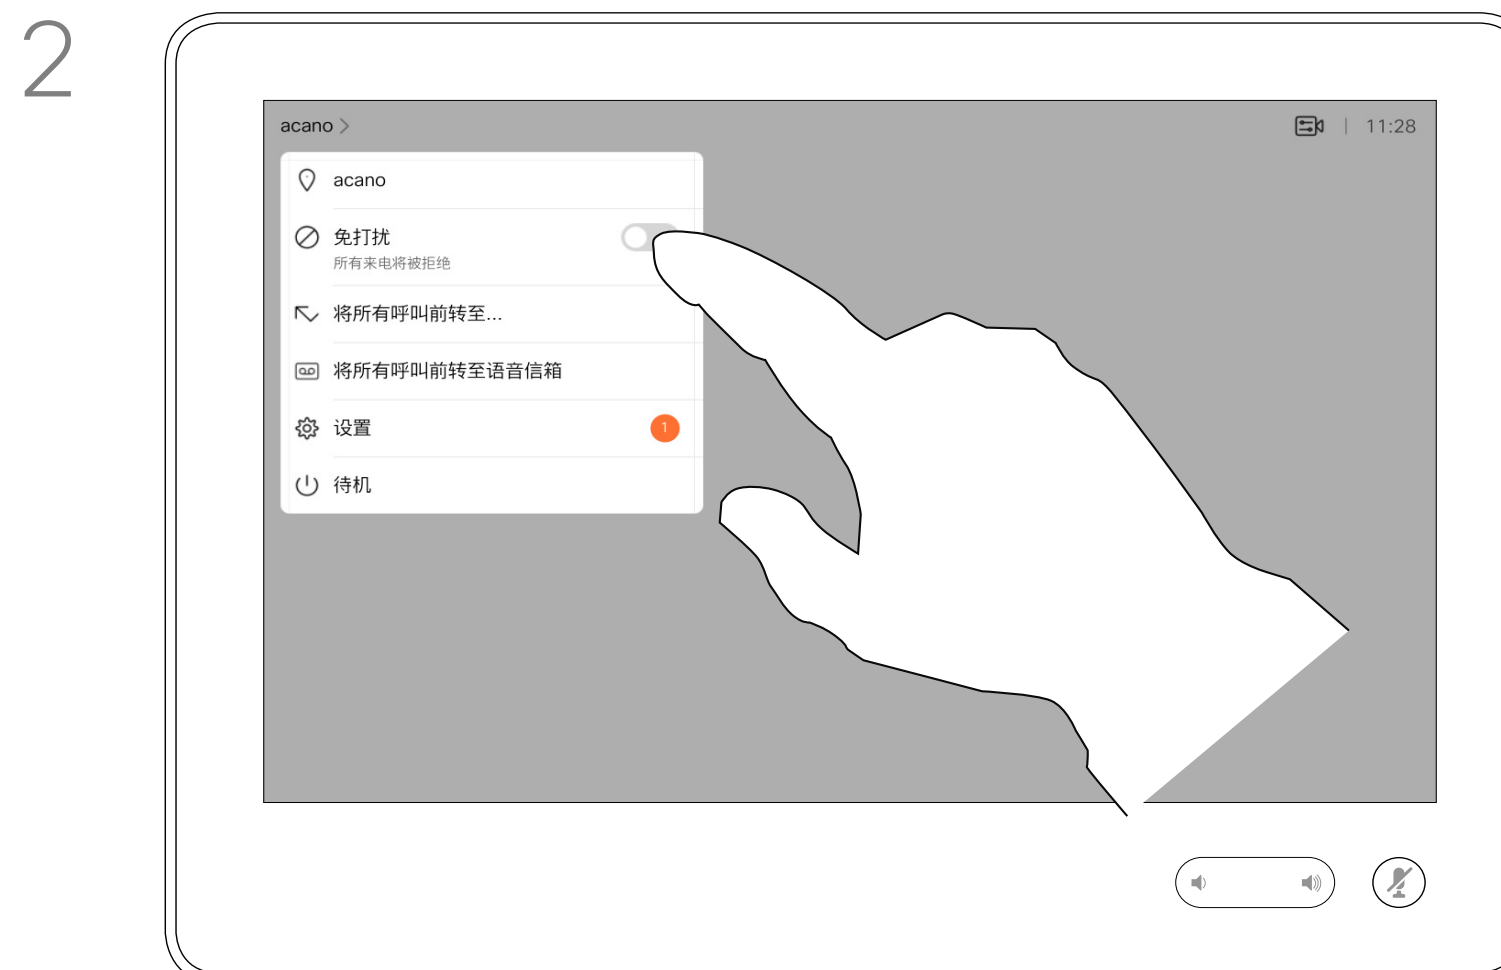 2
acano
11:28
acano
免打扰
所有来电将被拒绝
将所有呼叫前转至...
将所有呼叫前转至语音信箱
设置
1
待机